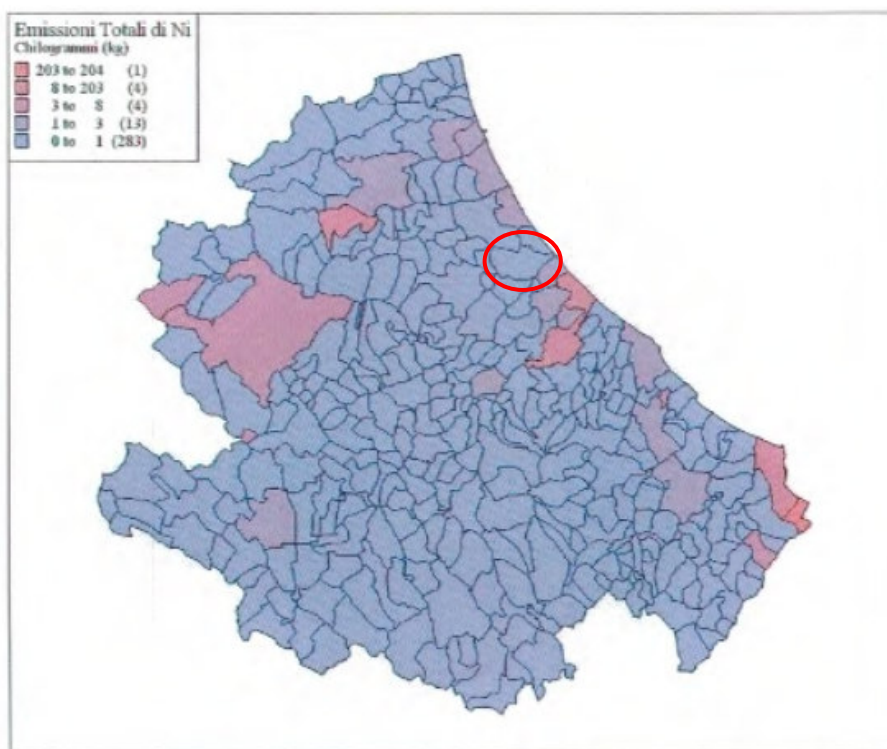 Emissioni Totali di Ni
Chilogrammi (kg)
203 to 204 (1)
8 to 203 (4)
3 to 8 (4)
1 to 3 (13)
0 to 1 (283)